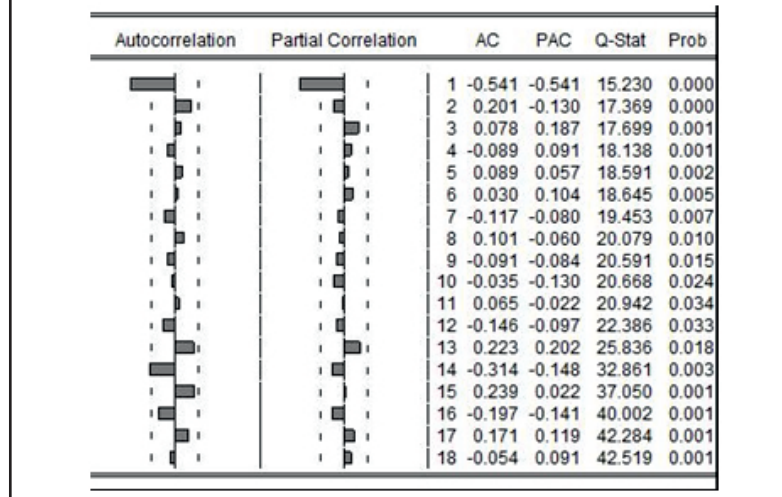 Autocorrelation Partial Correlation AC PAC Q-Stat Prob
1 -0.541 -0.541 15.230 0.000
2 0.201 -0.130 17.369 0.000
3 0.078 0.187 17.699 0.001
4 -0.089 0.091 18.138 0.001
5 0.089 0.057 18.591 0.002
6 0.030 0.104 18.645 0.005
7 -0.117 -0.080 19.453 0.007
8 0.101 -0.060 20.079 0.010
9 -0.091 -0.084 20.591 0.015
10 -0.035 -0.130 20.668 0.024
11 0.065 -0.022 20.942 0.034
12 -0.146 -0.097 22.386 0.033
13 0.223 0.202 25.836 0.018
14 -0.314 -0.148 32.861 0.003
15 0.239 0.022 37.050 0.001
16 -0.197 -0.141 40.002 0.001
17 0.171 0.119 42.284 0.001
18 -0.054 0.091 42.519 0.001